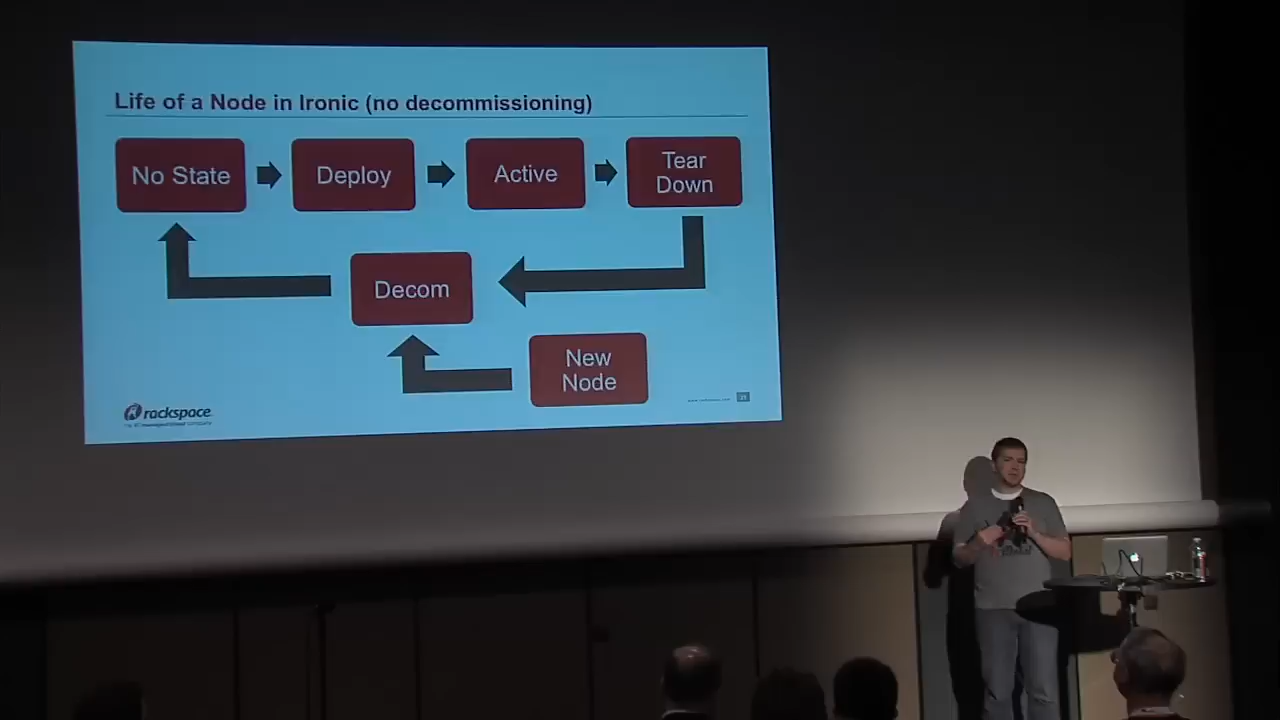 Life of a Node in Ironic (no decommissioning)
No State
Deploy
Active
Tear
Down
Decom
New
Node
rackspace